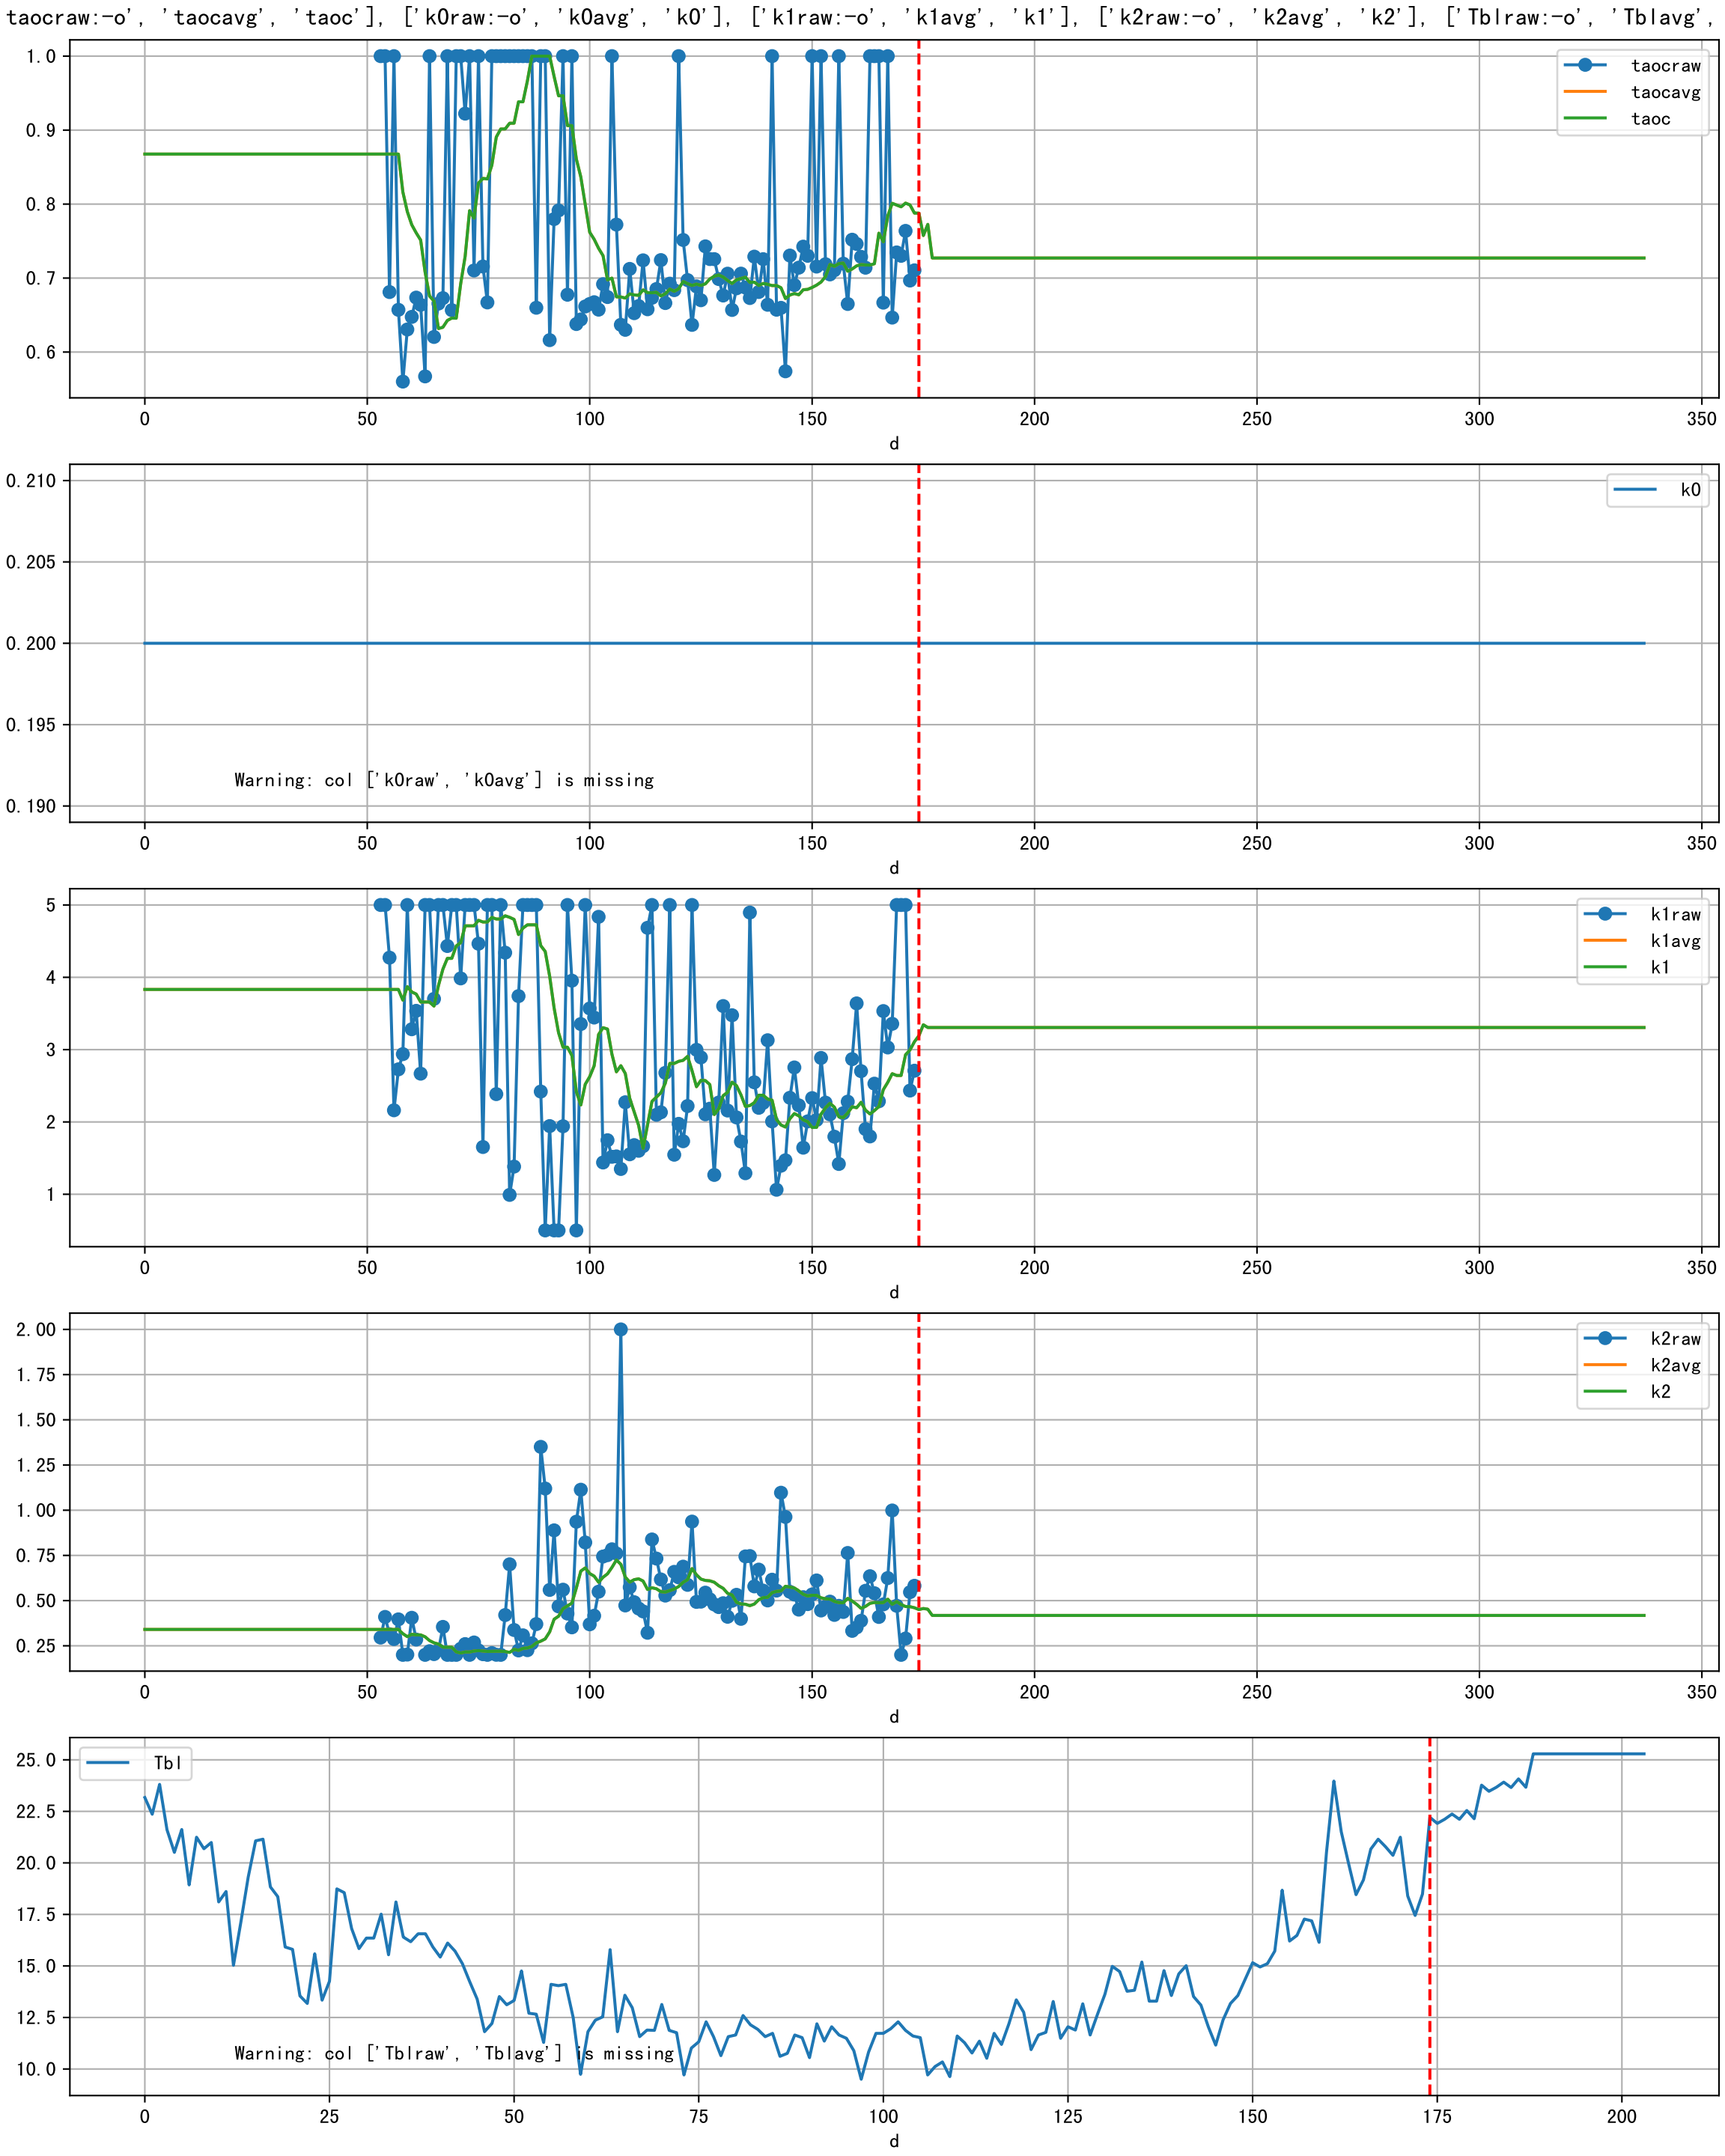 taocraw:-o', 'taocavg', 'taoc'], ['k0raw:-o', 'k0avg', 'k0'], ['k1raw:-o', 'k1avg', 'k1'], ['k2raw:-o', 'k2avg', 'k2'], ['Tblraw:-o', 'Tblavg',
1.0
0.9
0.8
0.7
0.6
taocraw
taocavg
taoc
0 50 100 150 200 250 300 350
d
0.210
0.205
0.200
0.195
0.190
k0
Warning: col ['k0raw', 'k0avg'] is missing
0 50 100 150 200 250 300 350
d
5
4
3
2
1
k1raw
k1avg
k1
0 50 100 150 200 250 300 350
d
2.00
1.75
1.50
1.25
1.00
0.75
0.50
0.25
k2raw
k2avg
k2
0 50 100 150 200 250 300 350
d
25.0
22.5
20.0
17.5
15.0
12.5
10.0
Tbl
Warning: col ['Tblraw', 'Tblavg'] is missing
0 25 50 75 100 125 150 175 200
d